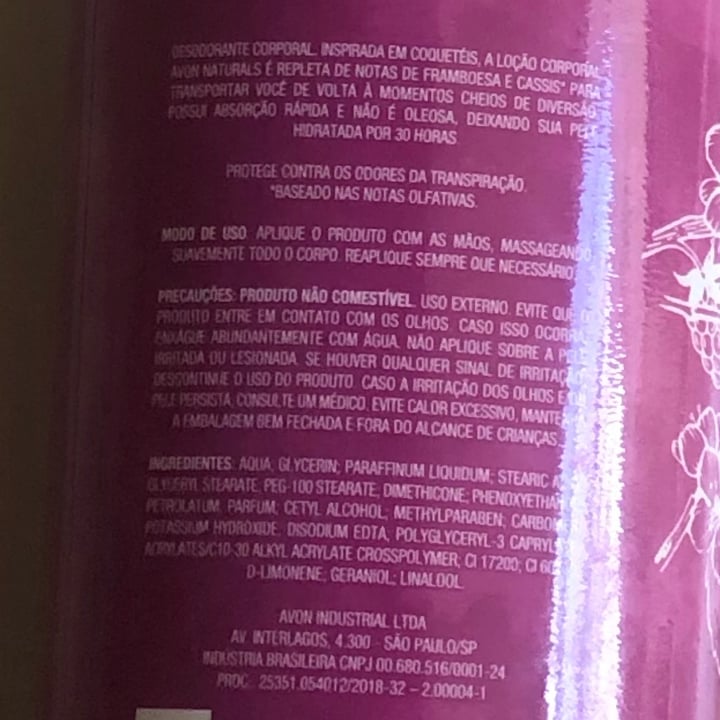 DESODORANTE CORPORAL. INSPIRADA EM COQUETÉIS, A LOÇÃO CORPORAL
AVON NATURALS É REPLETA DE NOTAS DE FRAMBOESA E CASSIS* PARA
TRANSPORTAR VOCÊ DE VOLTA À MOMENTOS CHEIOS DE DIVERSÃO.
POSSUI ABSORÇÃO RÁPIDA E NÃO É OLEOSA, DEIXANDO SUA PELE
HIDRATADA POR 30 HORAS.
PROTEGE CONTRA OS ODORES DA TRANSPIRAÇÃO.
*BASEADO NAS NOTAS OLFATIVAS.
MODO DE USO: APLIQUE O PRODUTO COM AS MÃOS, MASSAGEANDO
SUAVEMENTE TODO O CORPO. REAPLIQUE SEMPRE QUE NECESSÁRIO.
PRECAUÇÕES: PRODUTO NÃO COMESTÍVEL. USO EXTERNO. EVITE QUE
PRODUTO ENTRE EM CONTATO COM OS OLHOS. CASO ISSO OCORRA,
ENXÁGUE ABUNDANTEMENTE COM ÁGUA. NÃO APLIQUE SOBRE A PELE
IRRITADA OU LESIONADA. SE HOUVER QUALQUER SINAL DE IRRITAÇÃO,
DESCONTINUE O USO DO PRODUTO. CASO A IRRITAÇÃO DOS OLHOS E
PELE PERSISTA, CONSULTE UM MÉDICO. EVITE CALOR EXCESSIVO, MANTE
A EMBALAGEM BEM FECHADA E FORA DO ALCANCE DE CRIANÇAS.
INGREDIENTES: AQUA; GLYCERIN; PARAFFINUM LIQUIDUM; STEARIC A
GLYCERYL STEARATE; PEG-100 STEARATE; DIMETHICONE; PHENOXYETHAN
PETROLATUM; PARFUM; CETYL ALCOHOL; METHYLPARABEN; CARBOM
POTASSIUM HYDROXIDE; DISODIUM EDTA; POLYGLYCERYL-3 CAPRYL
ACRYLATES/C10-30 ALKYL ACRYLATE CROSSPOLYMER; CI 17200; CI 60
D-LIMONENE; GERANIOL; LINALOOL.
AVON INDUSTRIAL LTDA
AV. INTERLAGOS, 4.300 - SÃO PAULO/SP
INDÚSTRIA BRASILEIRA CNPJ 00.680.516/0001-24
PROC. 25351.054012/2018-32 – 2.00004-1